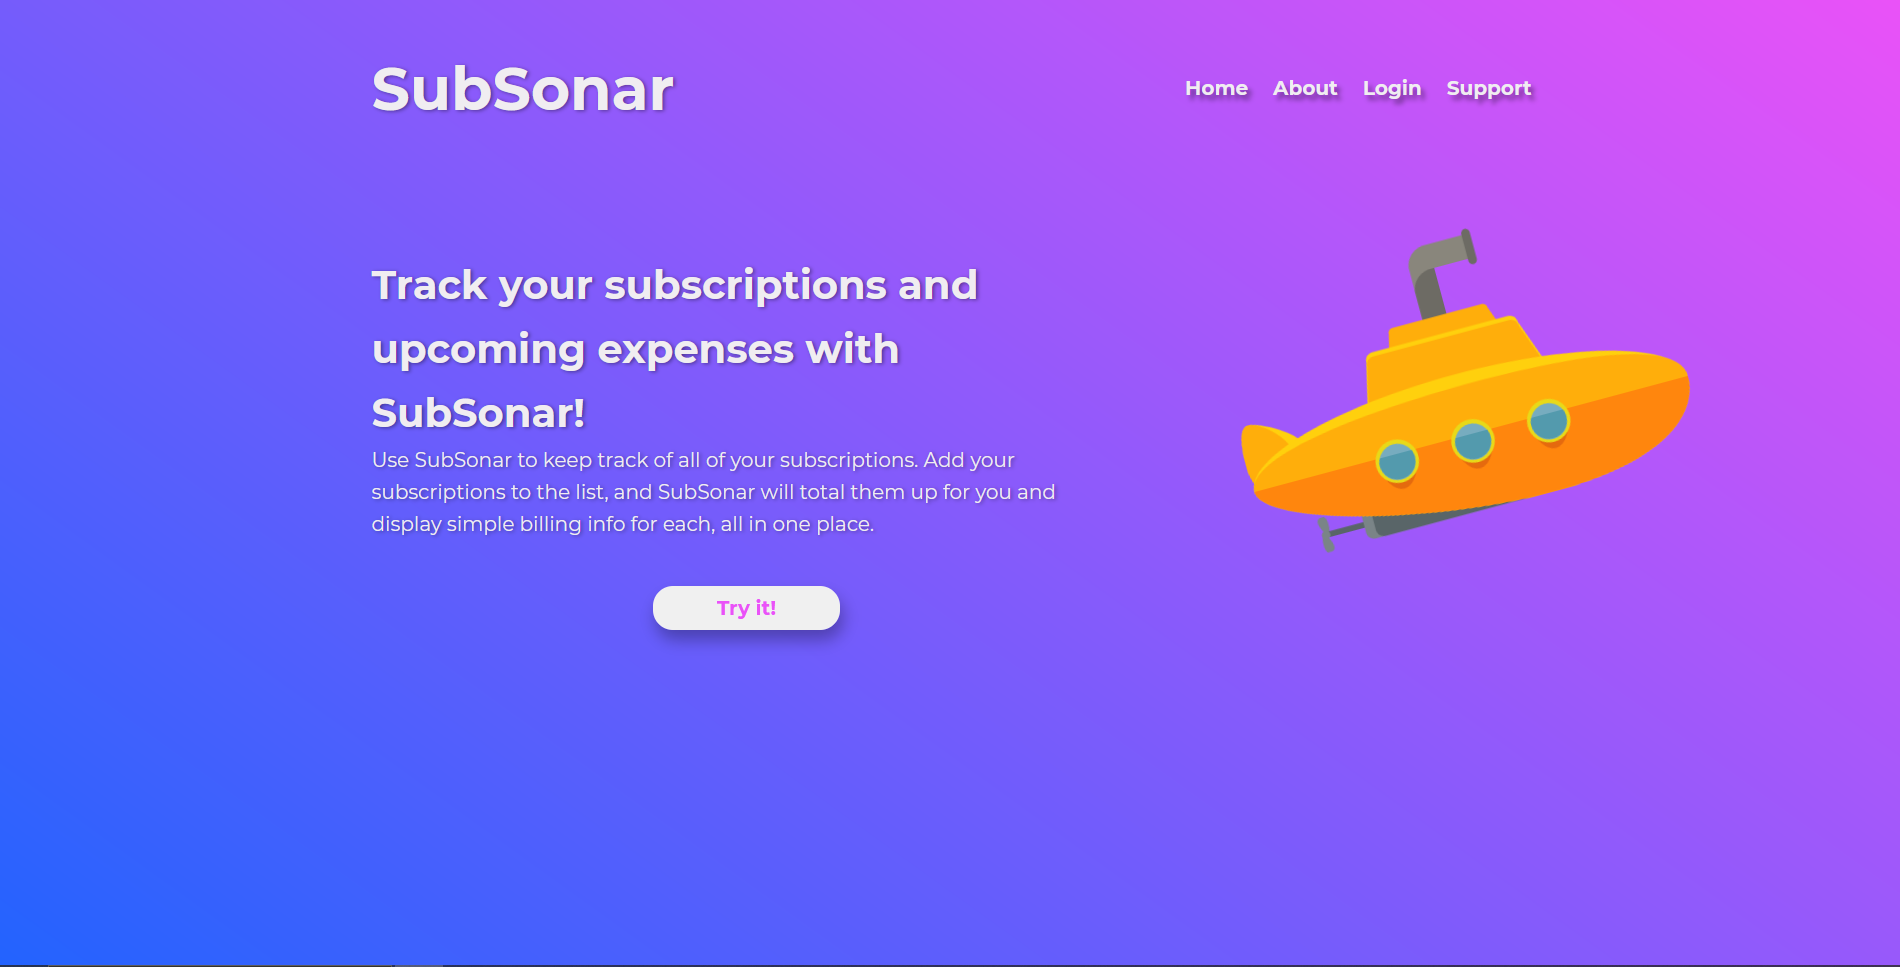 SubSonar
Home About Login Support
Track your subscriptions and
upcoming expenses with
SubSonar!
Use SubSonar to keep track of all of your subscriptions. Add your
subscriptions to the list, and SubSonar will total them up for you and
display simple billing info for each, all in one place.
Try it!